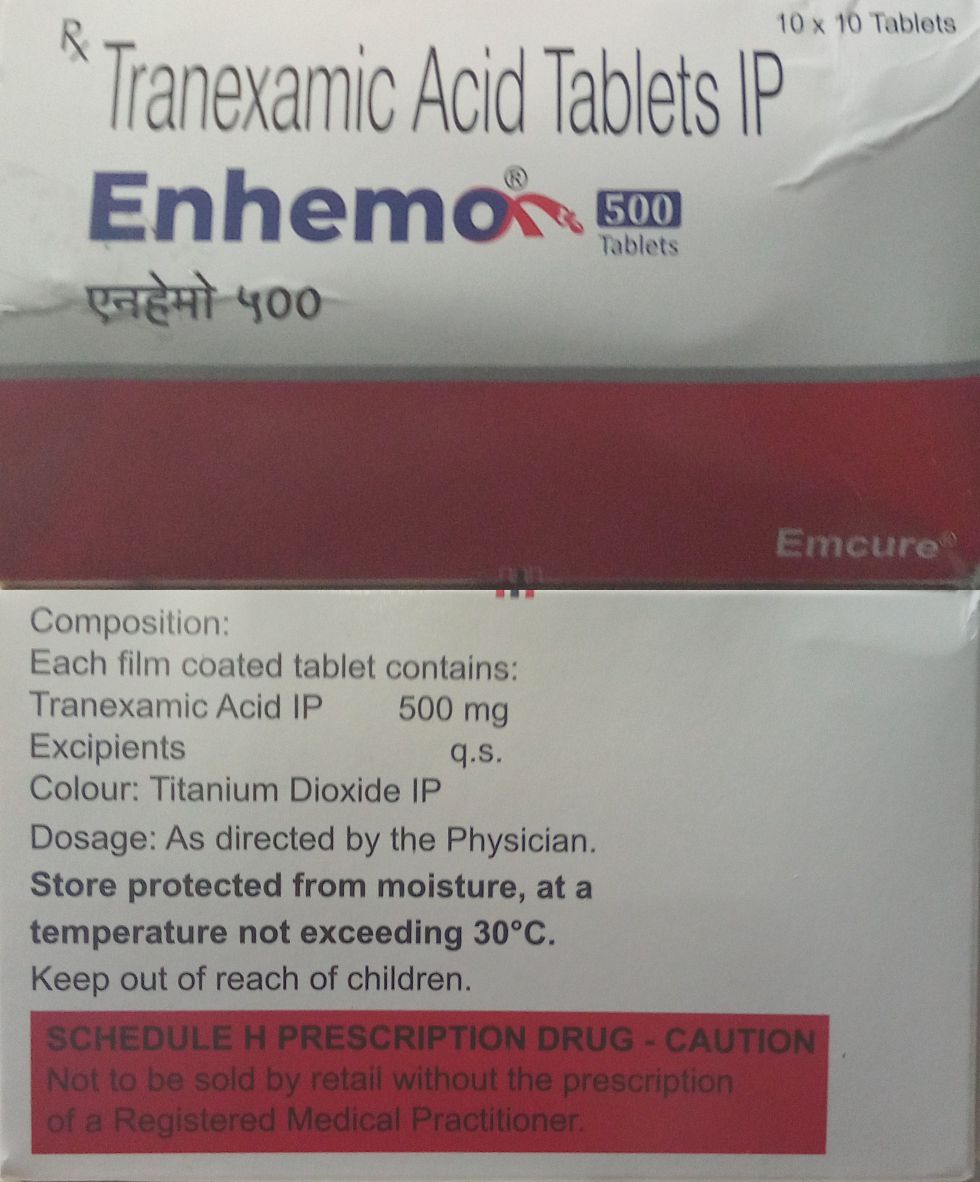 Rx
10 x 10 Tablets
Tranexamic Acid Tablets IP
Enhemo® 500
Tablets
एनहेमो ५००
Emcure®
Composition:
Each film coated tablet contains:
Tranexamic Acid IP 500 mg
Excipients q.s.
Colour: Titanium Dioxide IP
Dosage: As directed by the Physician.
Store protected from moisture, at a
temperature not exceeding 30°C.
Keep out of reach of children.
SCHEDULE H PRESCRIPTION DRUG - CAUTION
Not to be sold by retail without the prescription
of a Registered Medical Practitioner.